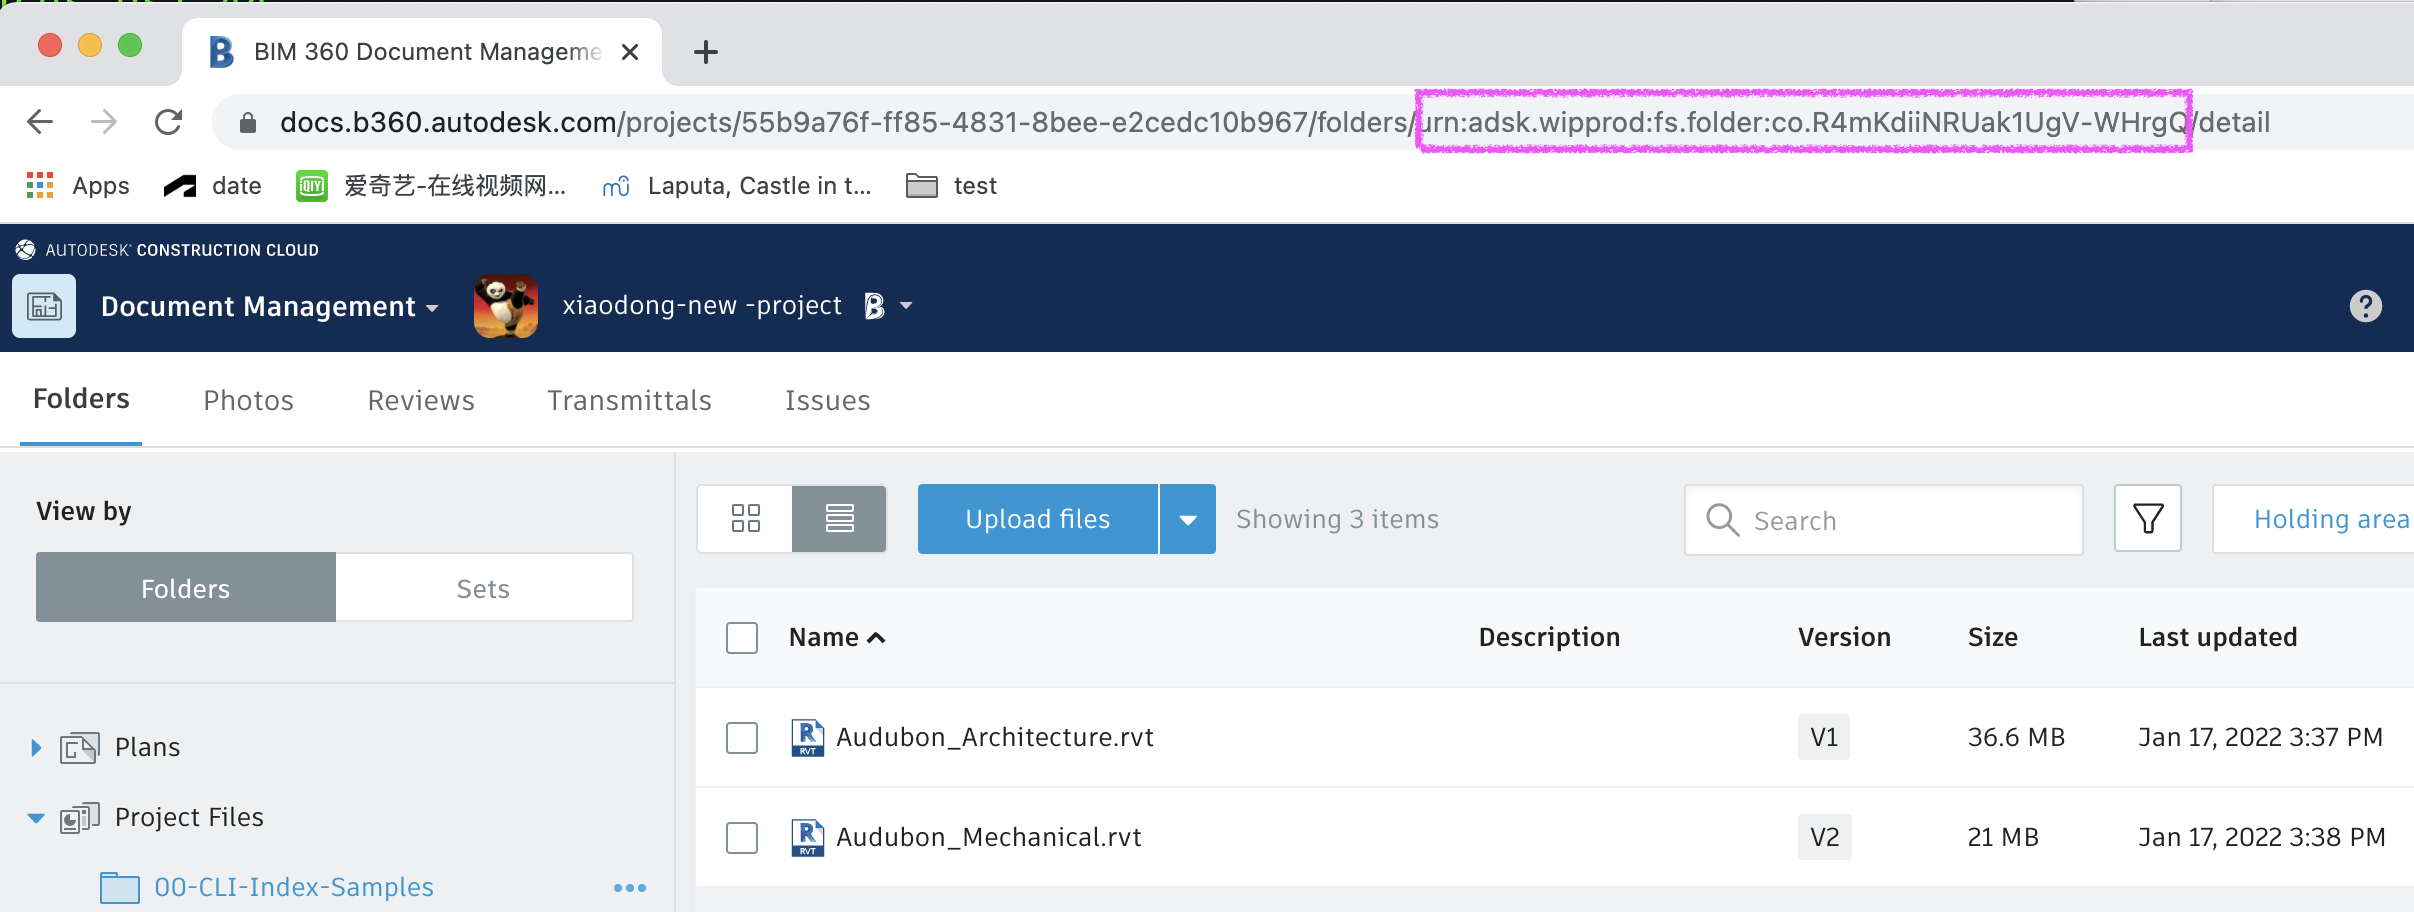 BIM 360 Document Manageme
docs.b360.autodesk.com/projects/55b9a76f-ff85-4831-8bee-e2cedc10b967/folders/urn:adsk.wipprod:fs.folder:co.R4mKdiiNRUak1UgV-WHrgQ/detail
Apps date 爱奇艺-在线视频网... Laputa, Castle in t... test
AUTODESK® CONSTRUCTION CLOUD
Document Management xiaodong-new -project
Folders Photos Reviews Transmittals Issues
View by
Upload files Showing 3 items Search Holding area
Folders Sets
Name Description Version Size Last updated
Plans
Audubon_Architecture.rvt V1 36.6 MB Jan 17, 2022 3:37 PM
Project Files
Audubon_Mechanical.rvt V2 21 MB Jan 17, 2022 3:38 PM
00-CLI-Index-Samples